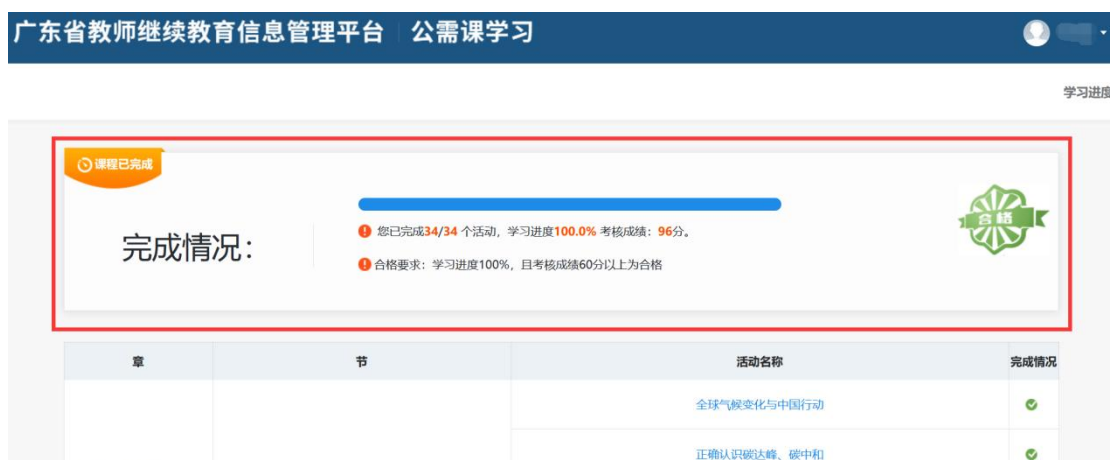 广东省教师继续教育信息管理平台 公需课学习
学习进度
课程已完成
完成情况：
您已完成34/34 个活动，学习进度100.0% 考核成绩：96分。
合格要求：学习进度100%，且考核成绩60分以上为合格
合格
章 节 活动名称 完成情况
全球气候变化与中国行动
正确认识碳达峰、碳中和